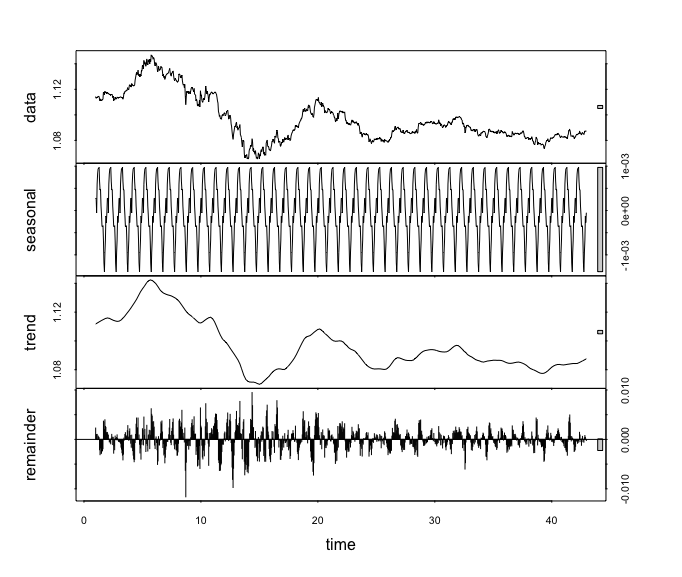 data
1.08 1.12
seasonal
-1e-03 0e+00 1e-03
trend
1.08 1.12
remainder
-0.010 0.000 0.010
0 10 20 30 40
time